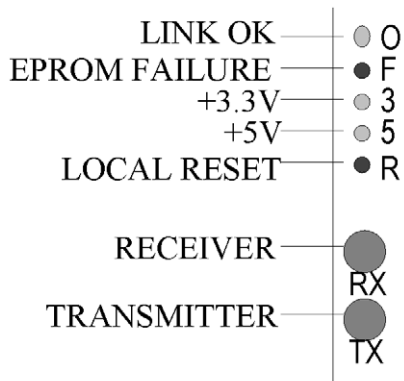 LINK OK O
EPROM FAILURE F
+3.3V 3
+5V 5
LOCAL RESET R
RECEIVER
RX
TRANSMITTER
TX